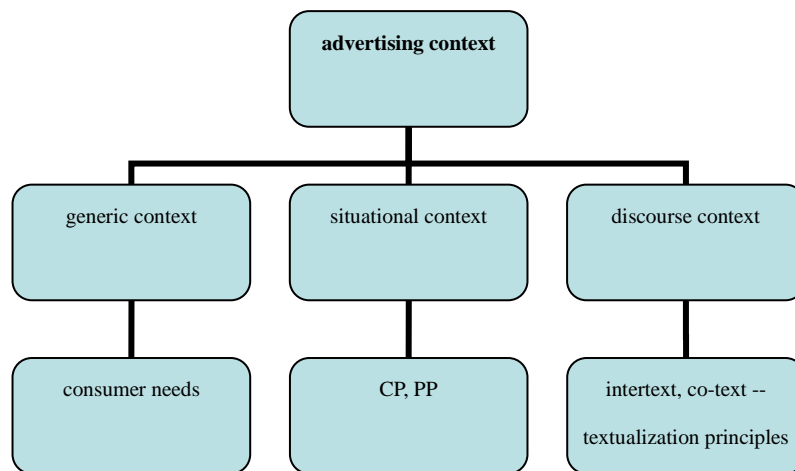 advertising context
generic context
situational context
discourse context
consumer needs
CP, PP
intertext, co-text --
textualization principles